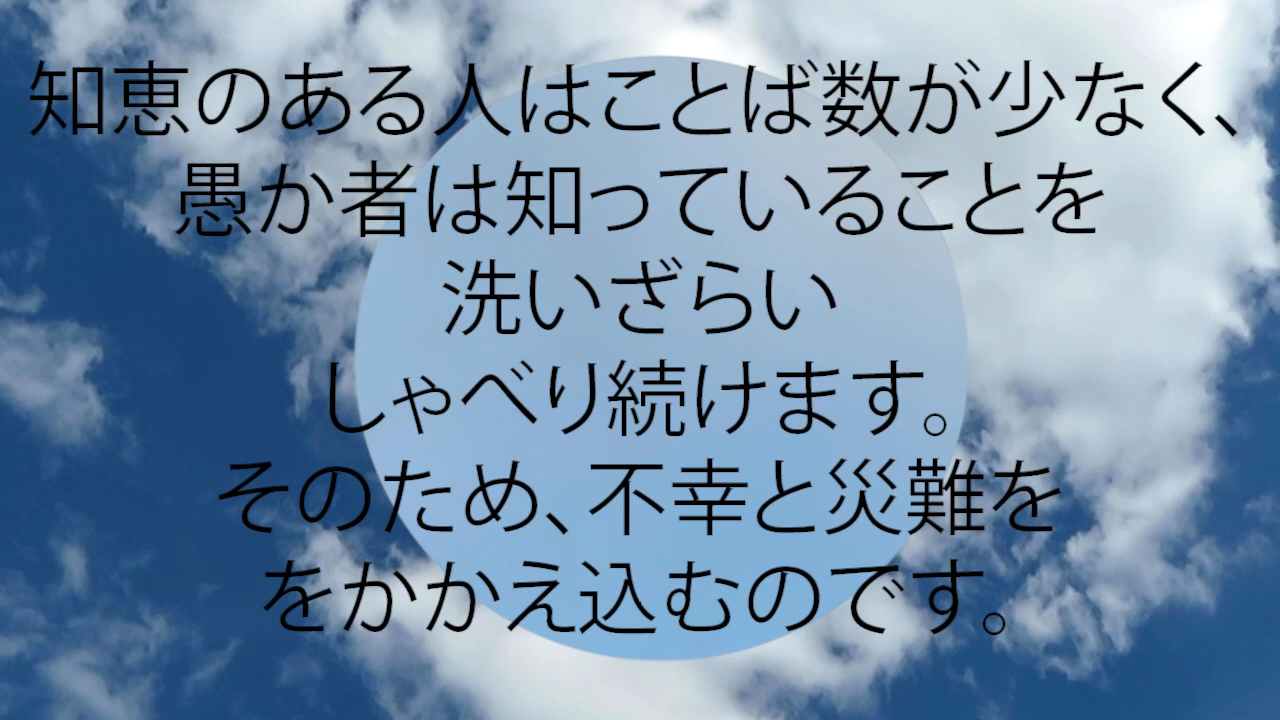 知恵のある人はことば数が少なく、
愚か者は知っていることを
洗いざらい
しゃべり続けます。
そのため、不幸と災難を
をかかえ込むのです。